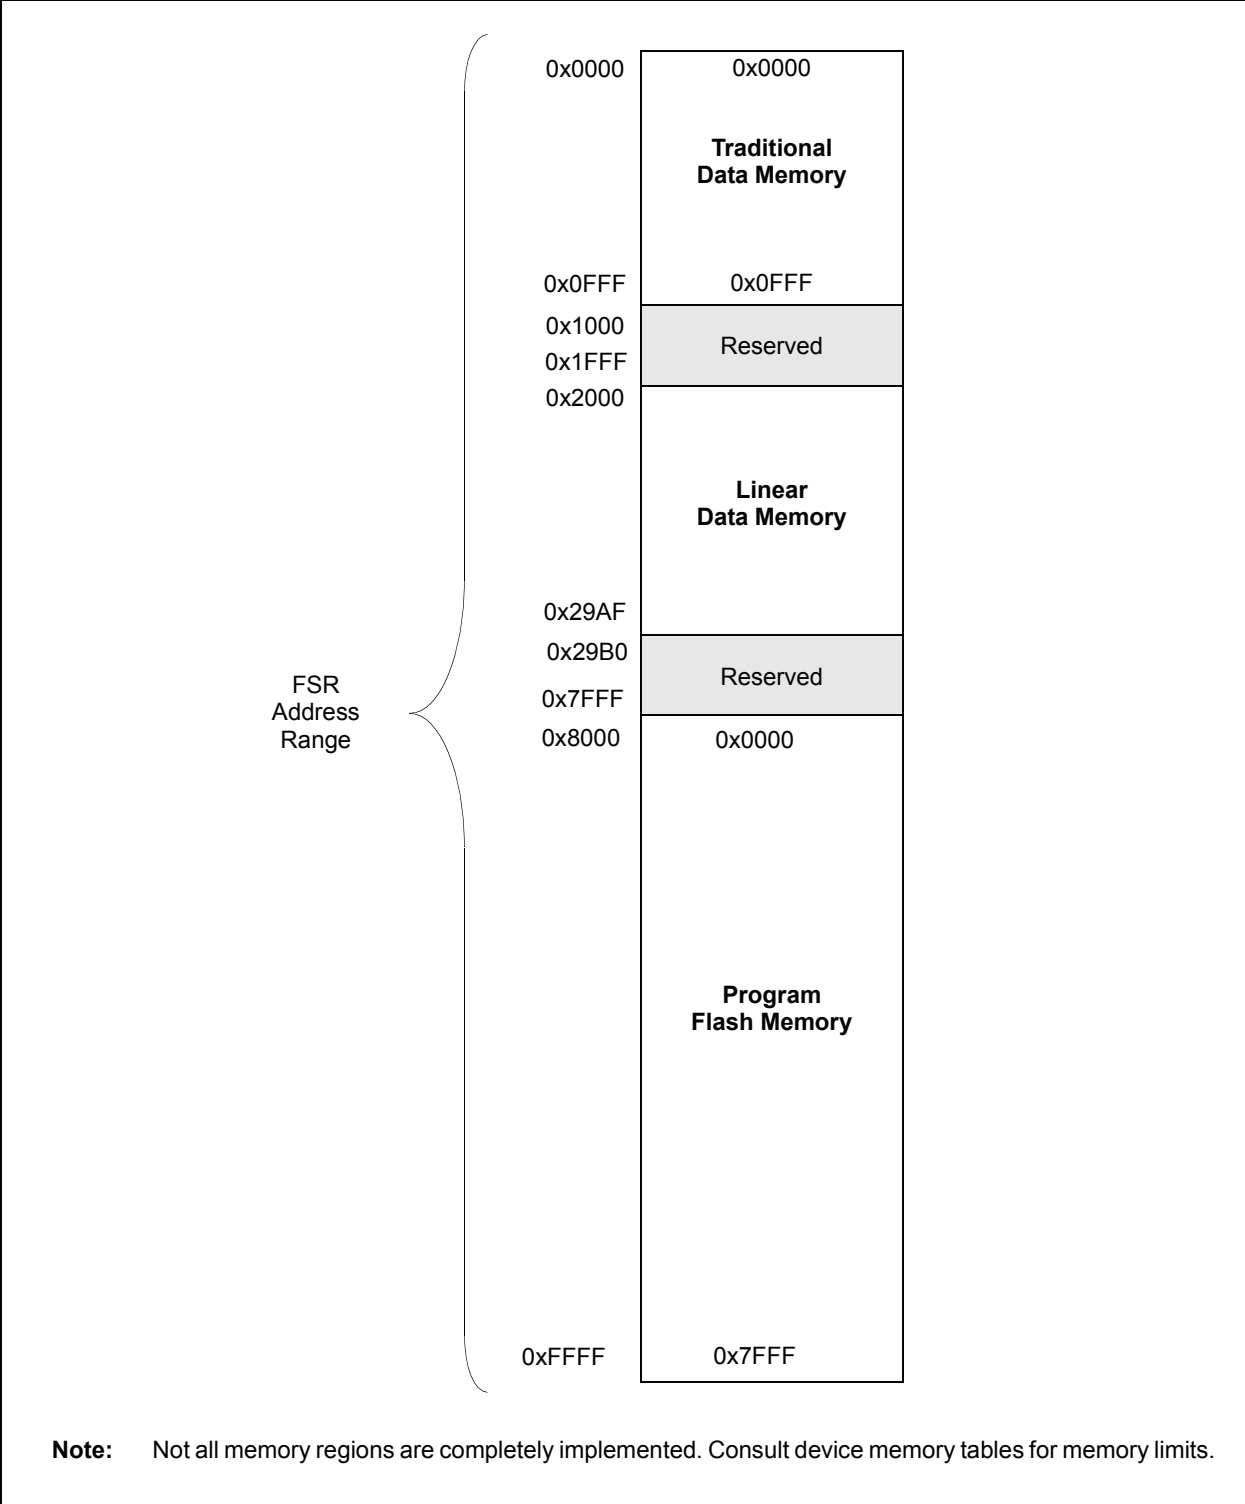 0x0000 0x0000
Traditional
Data Memory
0x0FFF 0x0FFF
0x1000
Reserved
0x1FFF
0x2000
Linear
Data Memory
0x29AF
0x29B0
Reserved
0x7FFF
FSR
Address
Range
0x8000 0x0000
Program
Flash Memory
0xFFFF 0x7FFF
Note: Not all memory regions are completely implemented. Consult device memory tables for memory limits.